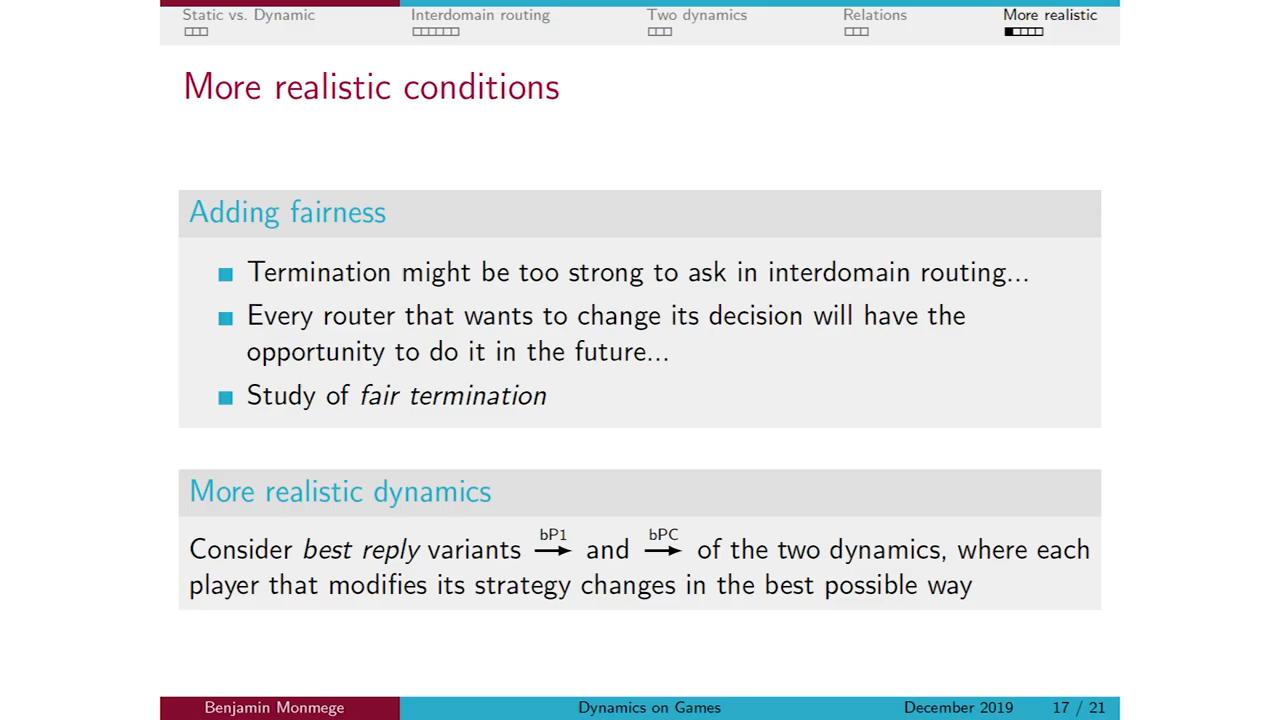 Static vs. Dynamic Interdomain routing Two dynamics Relations More realistic
More realistic conditions
Adding fairness
Termination might be too strong to ask in interdomain routing...
Every router that wants to change its decision will have the
opportunity to do it in the future...
Study of fair termination
More realistic dynamics
bP1 bPC
Consider best reply variants → and → of the two dynamics, where each
player that modifies its strategy changes in the best possible way
Benjamin Monmege Dynamics on Games December 2019 17 / 21